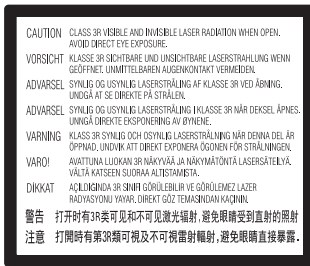 CAUTION CLASS 3R VISIBLE AND INVISIBLE LASER RADIATION WHEN OPEN.
AVOID DIRECT EYE EXPOSURE.
VORSICHT KLASSE 3R SICHTBARE UND UNSICHTBARE LASERSTRAHLUNG WENN
GEÖFFNET. UNMITTELBAREN AUGENKONTAKT VERMEIDEN.
ADVARSEL SYNLIG OG USYNLIG LASERSTRÅLING AF KLASSE 3R VED ÅBNING.
UNDGÅ AT SE DIREKTE PÅ STRÅLEN.
ADVARSEL SYNLIG OG USYNLIG LASERSTRÅLING I KLASSE 3R NÅR DEKSEL ÅPNES.
UNNGÅ DIREKTE EKSPONERING AV ØYNENE.
VARNING KLASS 3R SYNLIG OCH OSYNLIG LASERSTRÅLNING NÄR DENNA DEL ÄR
ÖPPNAD. UNDVIK ATT DIREKT EXPONERA ÖGONEN FÖR STRÅLNINGEN.
VARO! AVATTUNA LUOKAN 3R NÄKYVÄÄ JA NÄKYMÄTÖNTÄ LASERSÄTEILYÄ.
VÄLTÄ KATSEEN SUORAA ALTISTAMISTA.
DİKKAT AÇILDIĞINDA 3R SINIFI GÖRÜLEBİLİR VE GÖRÜLEMEZ LAZER
RADYASYONU YAYAR. DİREKT GÖZ TEMASINDAN KAÇININ.
警告 打开时有3R类可见和不可见激光辐射,避免眼睛受到直射的照射
注意 打開時有第3R類可視及不可視雷射輻射,避免眼睛直接暴露.